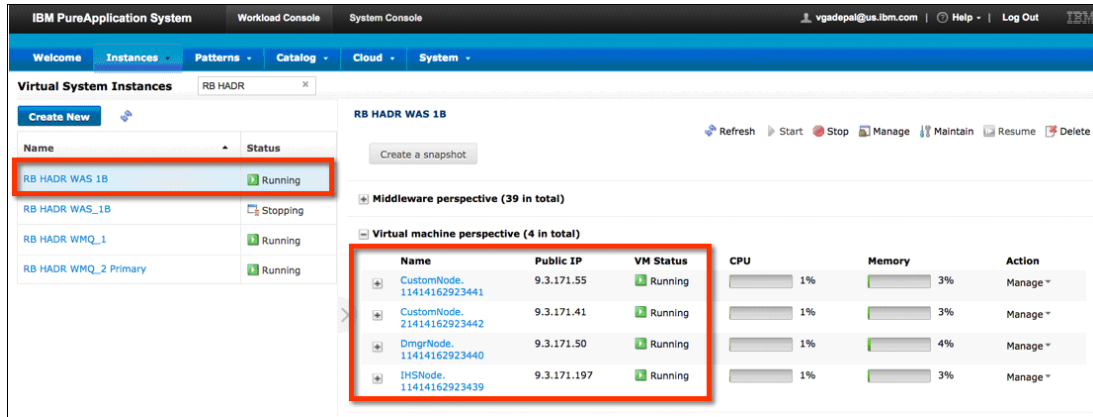 IBM PureApplication System Workload Console System Console vgadepal@us.ibm.com | Help | Log Out IBM
Welcome Instances Patterns Catalog Cloud System
Virtual System Instances RB HADR ×
Create New
RB HADR WAS 1B
Refresh Start Stop Manage Maintain Resume Delete
Name Status
Create a snapshot
RB HADR WAS 1B Running
Middleware perspective (39 in total)
RB HADR WAS_1B Stopping
Virtual machine perspective (4 in total)
RB HADR WMQ_1 Running
RB HADR WMQ_2 Primary Running
Name Public IP VM Status CPU Memory Action
CustomNode. 9.3.171.55 Running 1% 3% Manage
11414162923441
CustomNode. 9.3.171.41 Running 1% 3% Manage
21414162923442
DmgrNode. 9.3.171.50 Running 1% 4% Manage
11414162923440
IHSNode. 9.3.171.197 Running 1% 3% Manage
11414162923439